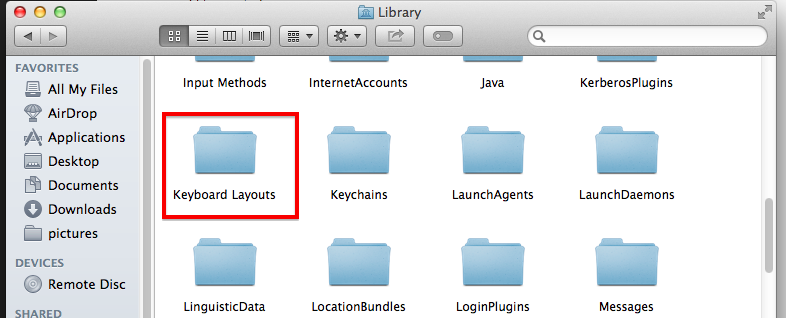 Library
FAVORITES
All My Files
AirDrop
Applications
Desktop
Documents
Downloads
pictures
DEVICES
Remote Disc
SHARED
Input Methods InternetAccounts Java KerberosPlugins
Keyboard Layouts Keychains LaunchAgents LaunchDaemons
LinguisticData LocationBundles LoginPlugins Messages